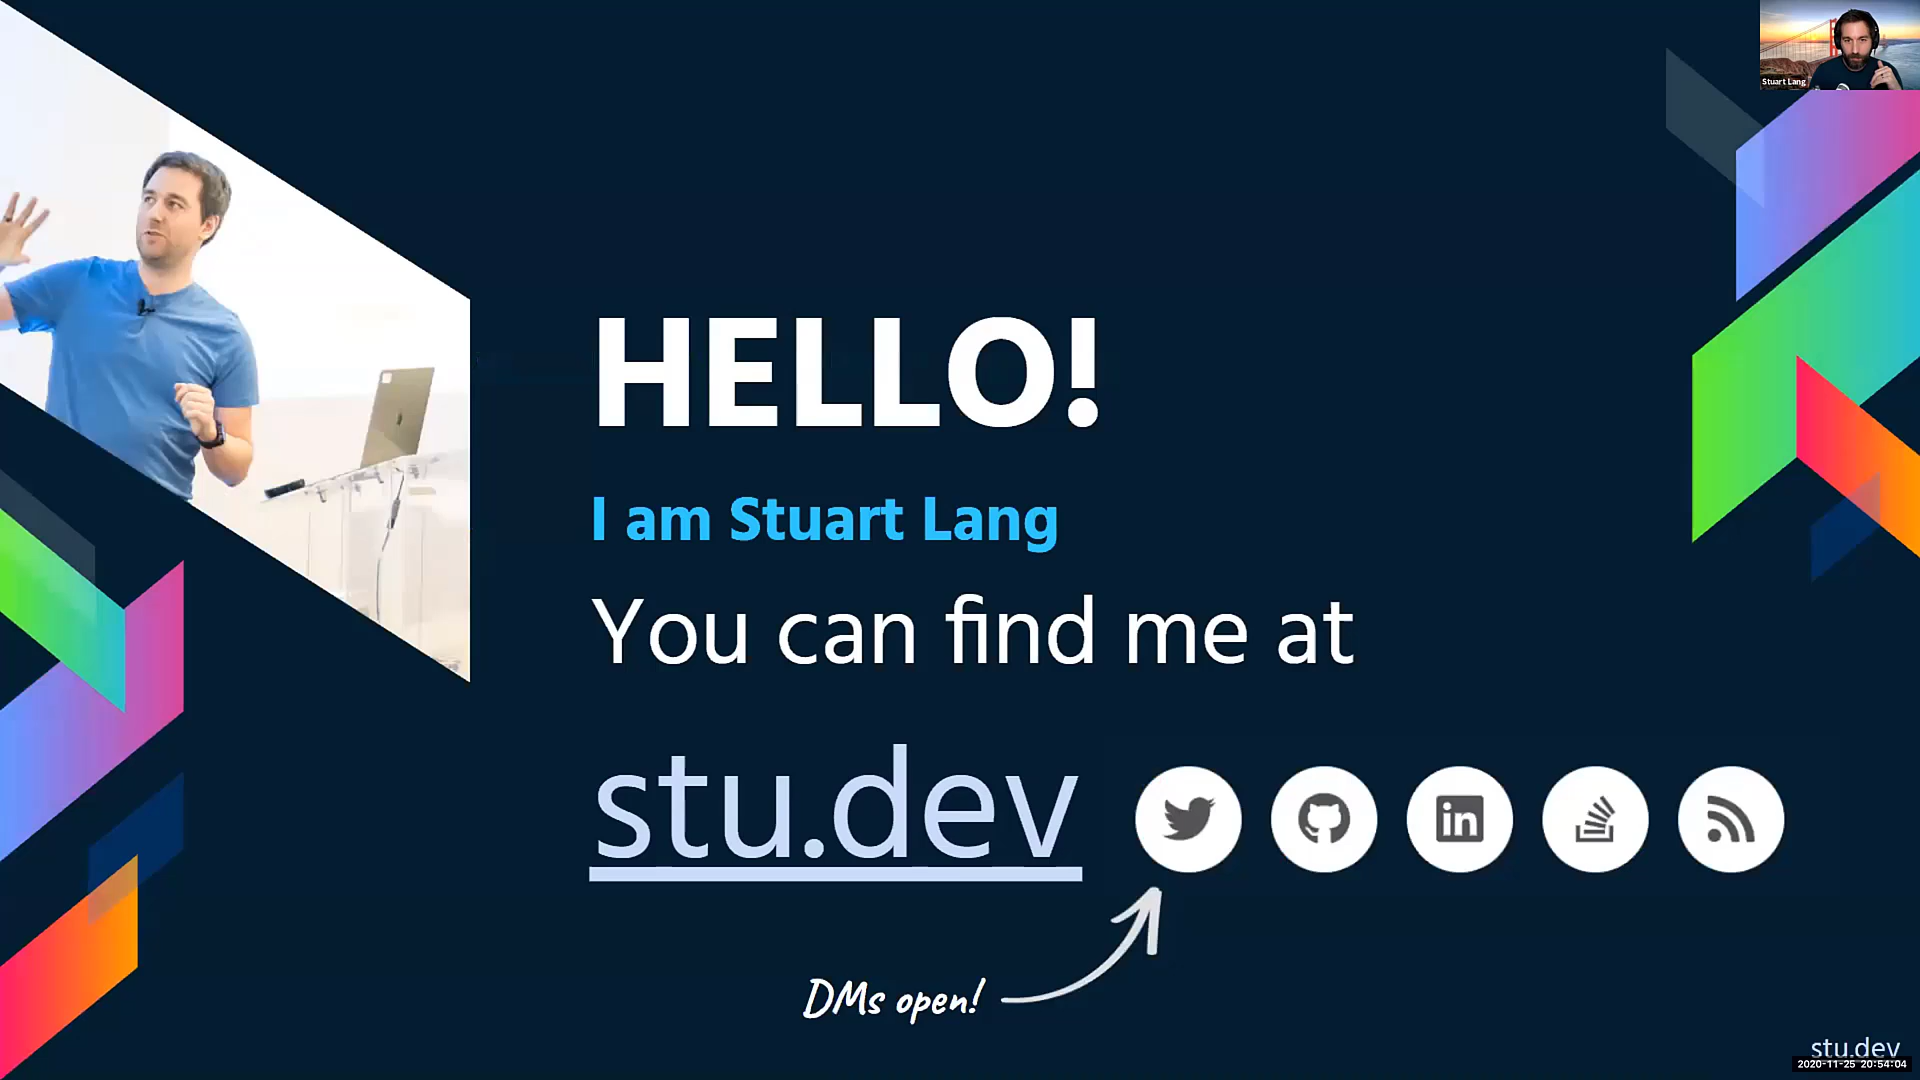 Stuart Lang
HELLO!
I am Stuart Lang
You can find me at
stu.dev
in
DMs open!
stu.dev
2020-11-25 20:54:04